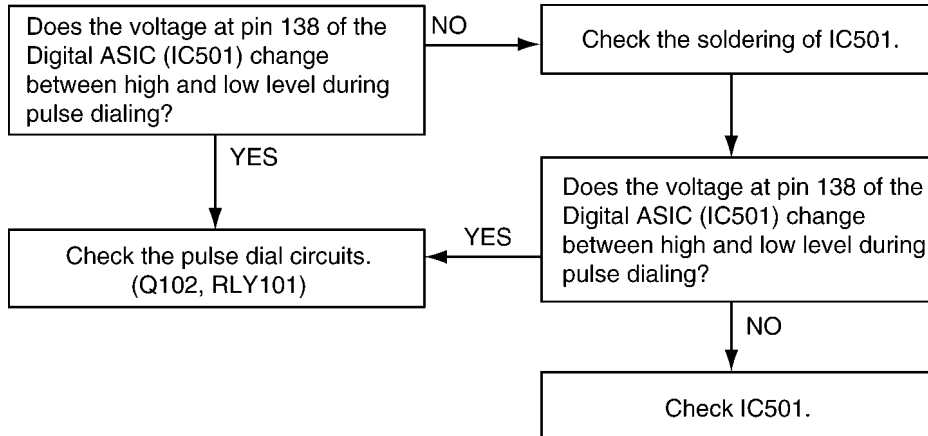 Does the voltage at pin 138 of the
Digital ASIC (IC501) change
between high and low level during
pulse dialing?
NO
Check the soldering of IC501.
YES
Does the voltage at pin 138 of the
Digital ASIC (IC501) change
between high and low level during
pulse dialing?
YES
Check the pulse dial circuits.
(Q102, RLY101)
NO
Check IC501.